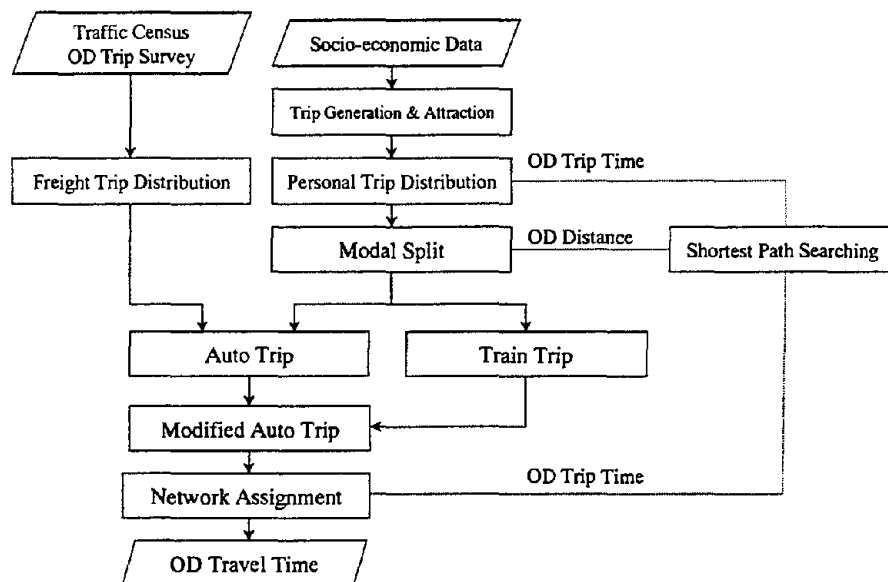 Traffic Census
OD Trip Survey
Socio-economic Data
Trip Generation & Attraction
Freight Trip Distribution
Personal Trip Distribution
OD Trip Time
Modal Split
OD Distance
Shortest Path Searching
Auto Trip
Train Trip
Modified Auto Trip
Network Assignment
OD Trip Time
OD Travel Time